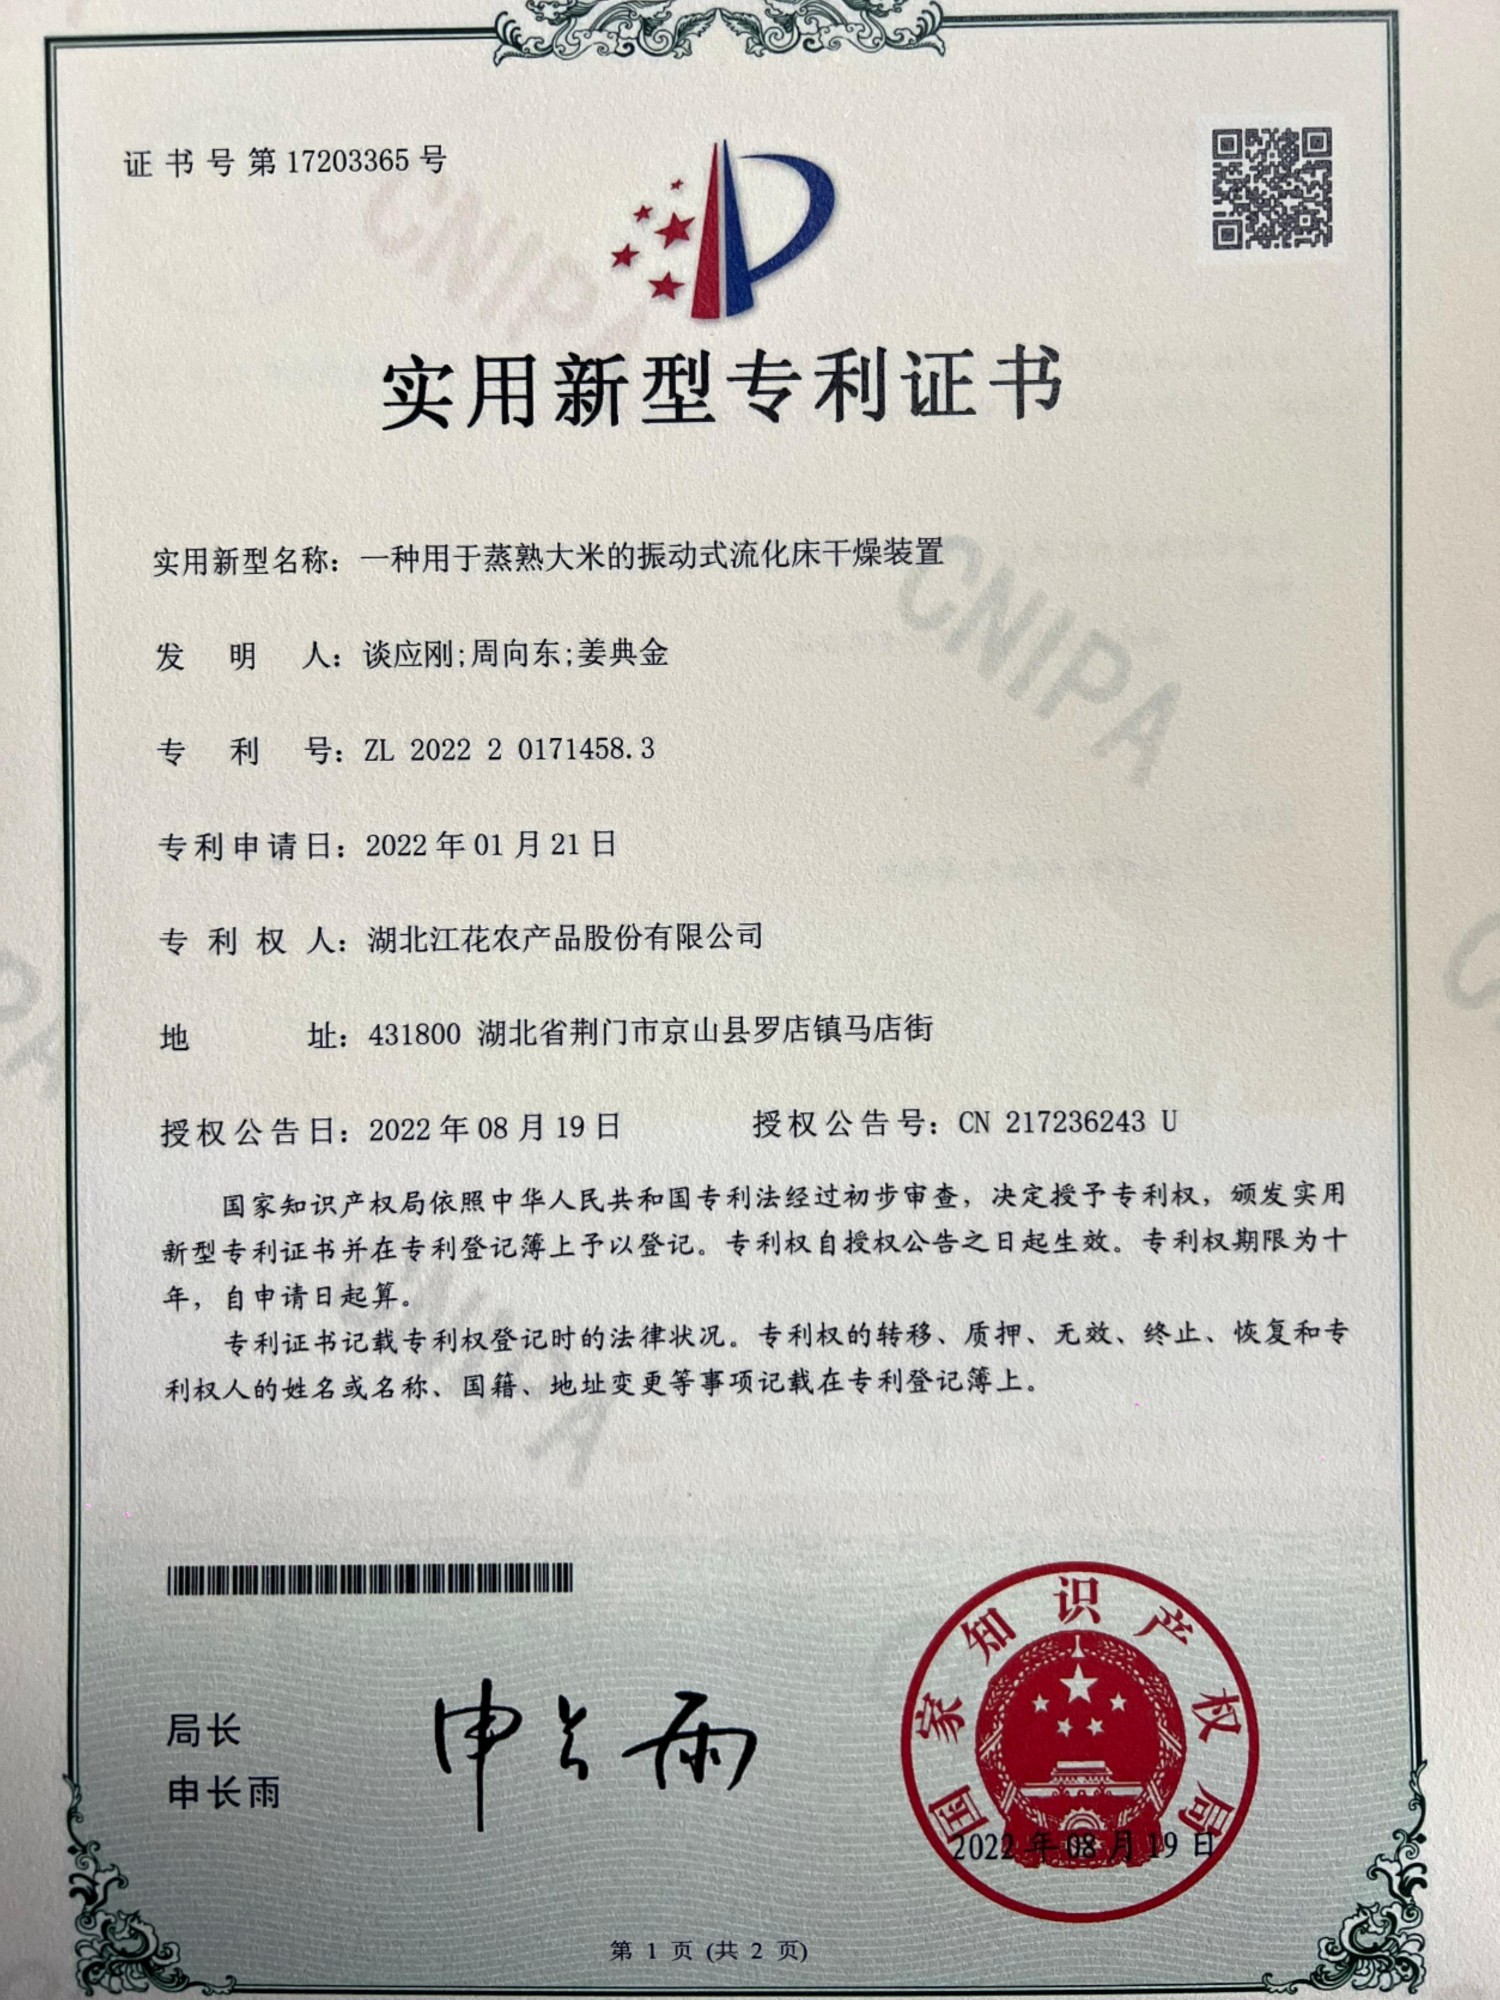 证书号第17203365号
实用新型专利证书
实用新型名称：一种用于蒸熟大米的振动式流化床干燥装置
发明人：谈应刚;周向东;姜典金
专利号：ZL 2022 2 0171458.3
专利申请日：2022年01月21日
专利权人：湖北江花农产品股份有限公司
地址：431800 湖北省荆门市京山县罗店镇马店街
授权公告日：2022年08月19日 授权公告号：CN 217236243 U
国家知识产权局依照中华人民共和国专利法经过初步审查，决定授予专利权，颁发实用
新型专利证书并在专利登记簿上予以登记。专利权自授权公告之日起生效。专利权期限为十
年，自申请日起算。
专利证书记载专利权登记时的法律状况。专利权的转移、质押、无效、终止、恢复和专
利权人的姓名或名称、国籍、地址变更等事项记载在专利登记簿上。
局长
申长雨
申长雨
国家知识产权局
2022年08月19日
第 1 页 (共 2 页)
CNIPA
CNIPA
CNIPA